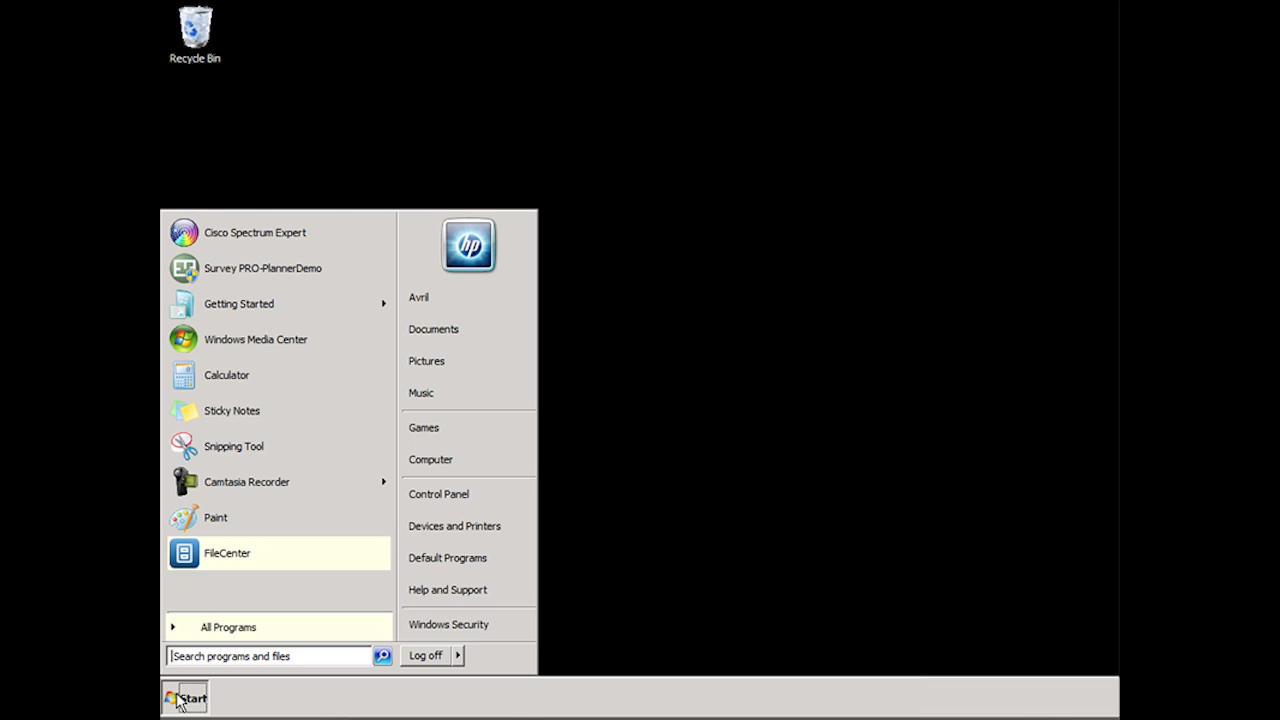 Recycle Bin
Cisco Spectrum Expert
Survey PRO-PlannerDemo
Getting Started
Windows Media Center
Calculator
Sticky Notes
Snipping Tool
Camtasia Recorder
Paint
FileCenter
All Programs
Search programs and files
hp
Avril
Documents
Pictures
Music
Games
Computer
Control Panel
Devices and Printers
Default Programs
Help and Support
Windows Security
Log off
Start